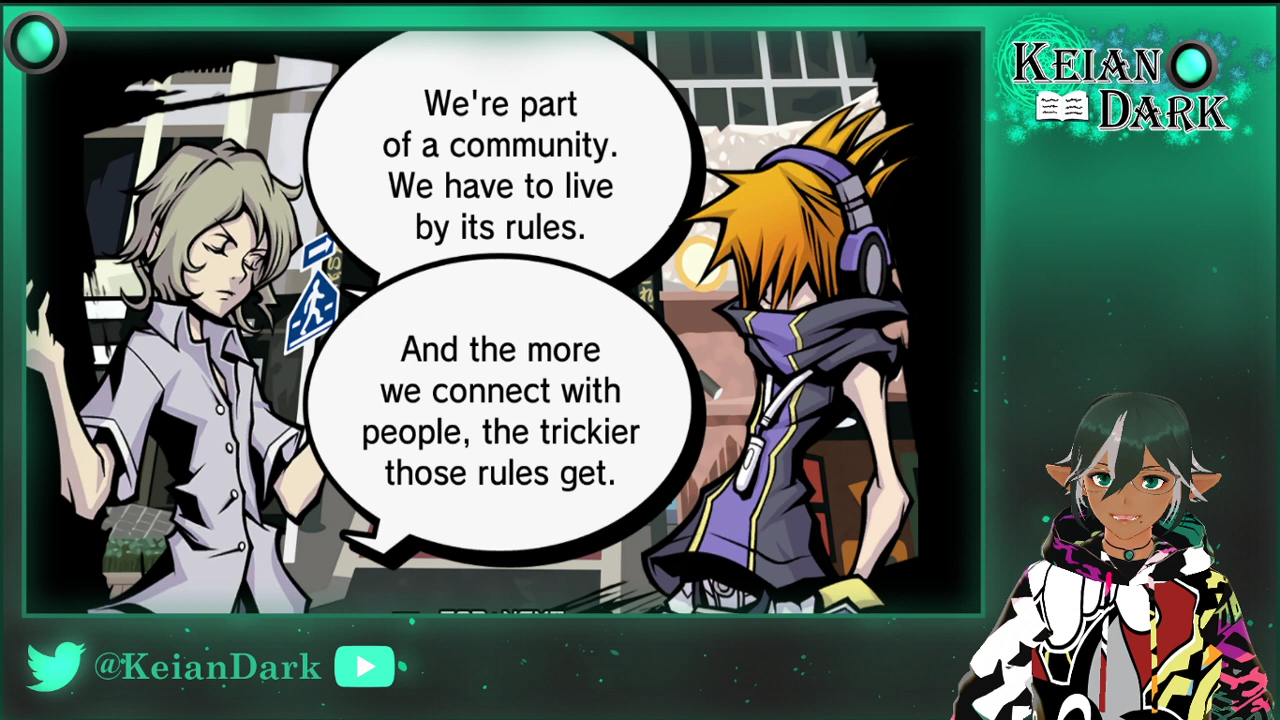 We're part
of a community.
We have to live
by its rules.
And the more
we connect with
people, the trickier
those rules get.
KEIAN
DARK
@KeianDark